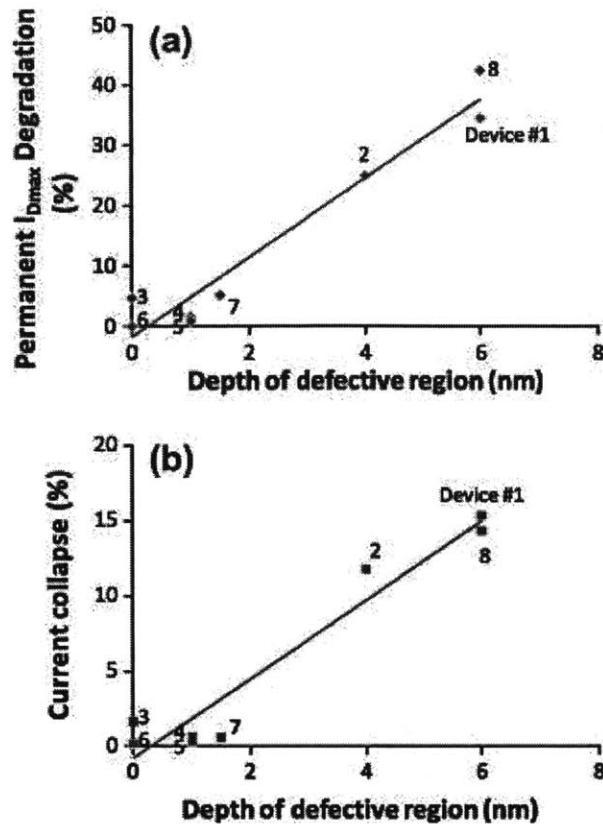 (a)
Permanent I_Dmax Degradation
(%)
50
40
30
20
10
0
8
Device #1
2
3
6
4
5
7
0 2 4 6 8
Depth of defective region (nm)
(b)
Current collapse (%)
20
15
10
5
0
Device #1
8
2
3
6
4
5
7
0 2 4 6 8
Depth of defective region (nm)